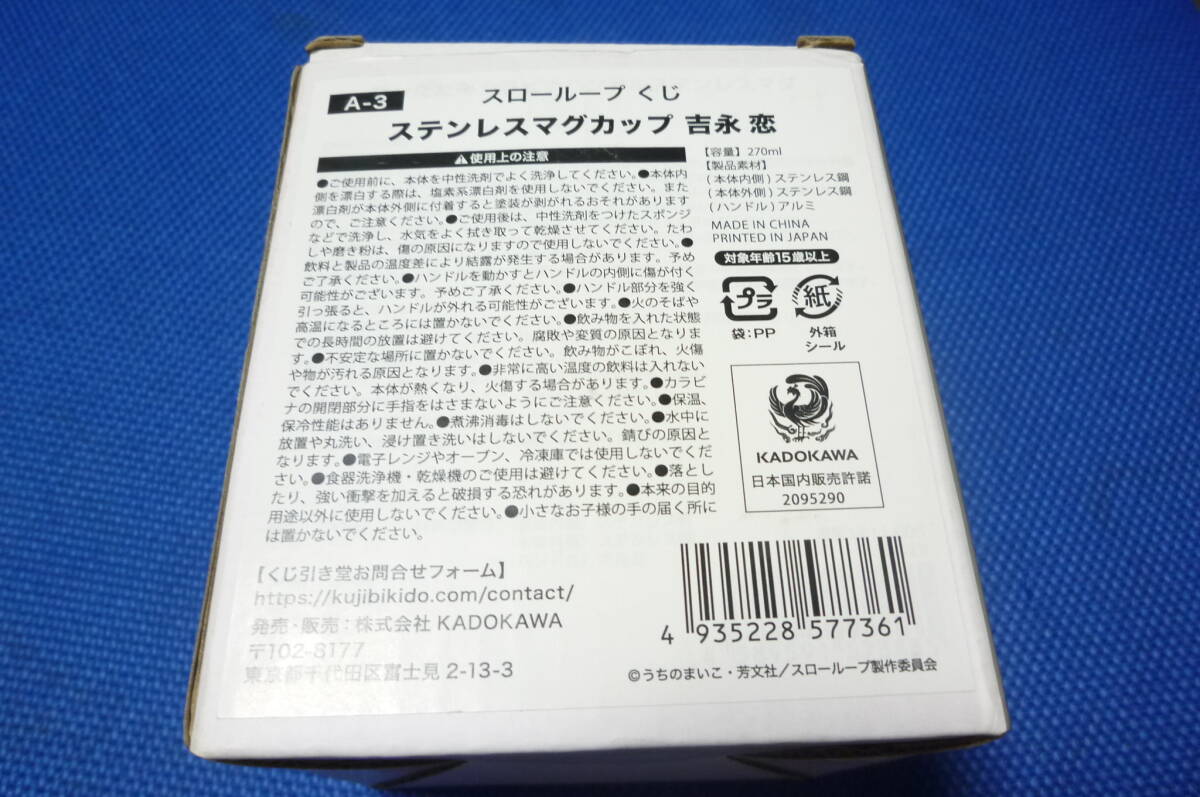 A-3
スローループ くじ
ステンレスマグカップ 吉永 恋
⚠使用上の注意
●ご使用前に、本体を中性洗剤でよく洗浄してください。●本体内
側を漂白する際は、塩素系漂白剤を使用しないでください。また
漂白剤が本体外側に付着すると塗装が剥がれるおそれがあります
ので、ご注意ください。●ご使用後は、中性洗剤をつけたスポンジ
などで洗浄し、水気をよく拭き取って乾燥させてください。たわ
しや磨き粉は、傷の原因になりますので使用しないでください。●
飲料と製品の温度差により結露が発生する場合があります。予め
ご了承ください。●ハンドルを動かすとハンドルの内側に傷が付く
可能性がございます。予めご了承ください。●ハンドル部分を強く
引っ張ると、ハンドルが外れる可能性がございます。●火のそばや
高温になるところには置かないでください。●飲み物を入れた状態
での長時間の放置は避けてください。腐敗や変質の原因となりま
す。●不安定な場所に置かないでください。飲み物がこぼれ、火傷
や物が汚れる原因となります。●非常に高い温度の飲料は入れない
でください。本体が熱くなり、火傷する場合があります。●カラビ
ナの開閉部分に手指をはさまないようにご注意ください。●保温、
保冷性能はありません。●煮沸消毒はしないでください。●水中に
放置や丸洗い、浸け置き洗いはしないでください。錆びの原因と
なります。●電子レンジやオーブン、冷凍庫では使用しないでくだ
さい。●食器洗浄機・乾燥機のご使用は避けてください。●落とし
たり、強い衝撃を加えると破損する恐れがあります。●本来の目的
用途以外に使用しないでください。●小さなお子様の手の届く所に
は置かないでください。
【容量】270ml
【製品素材】
(本体内側)ステンレス鋼
(本体外側)ステンレス鋼
(ハンドル)アルミ
MADE IN CHINA
PRINTED IN JAPAN
対象年齢15歳以上
プラ
紙
袋:PP
外箱
シール
KADOKAWA
日本国内販売許諾
2095290
【くじ引き堂お問合せフォーム】
https://kujibikido.com/contact/
発売・販売:株式会社 KADOKAWA
〒102-8177
東京都千代田区富士見 2-13-3
4 935228 577361
©うちのまいこ・芳文社/スローループ製作委員会